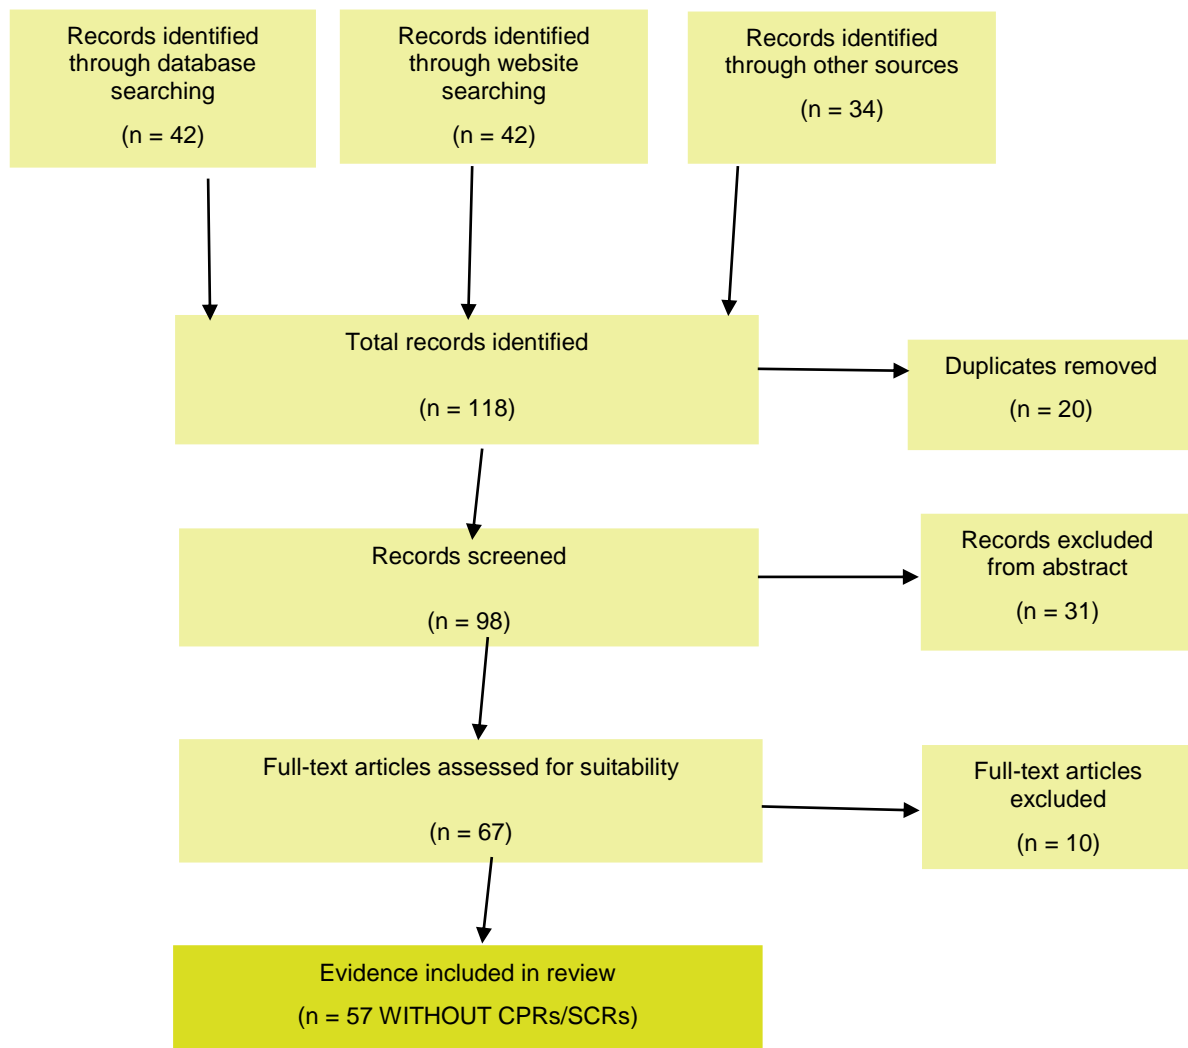 Records identified
through database
searching
(n = 42)
Records identified
through website
searching
(n = 42)
Records identified
through other sources
(n = 34)
Total records identified
(n = 118)
Duplicates removed
(n = 20)
Records screened
(n = 98)
Records excluded
from abstract
(n = 31)
Full-text articles assessed for suitability
(n = 67)
Full-text articles
excluded
(n = 10)
Evidence included in review
(n = 57 WITHOUT CPRs/SCRs)